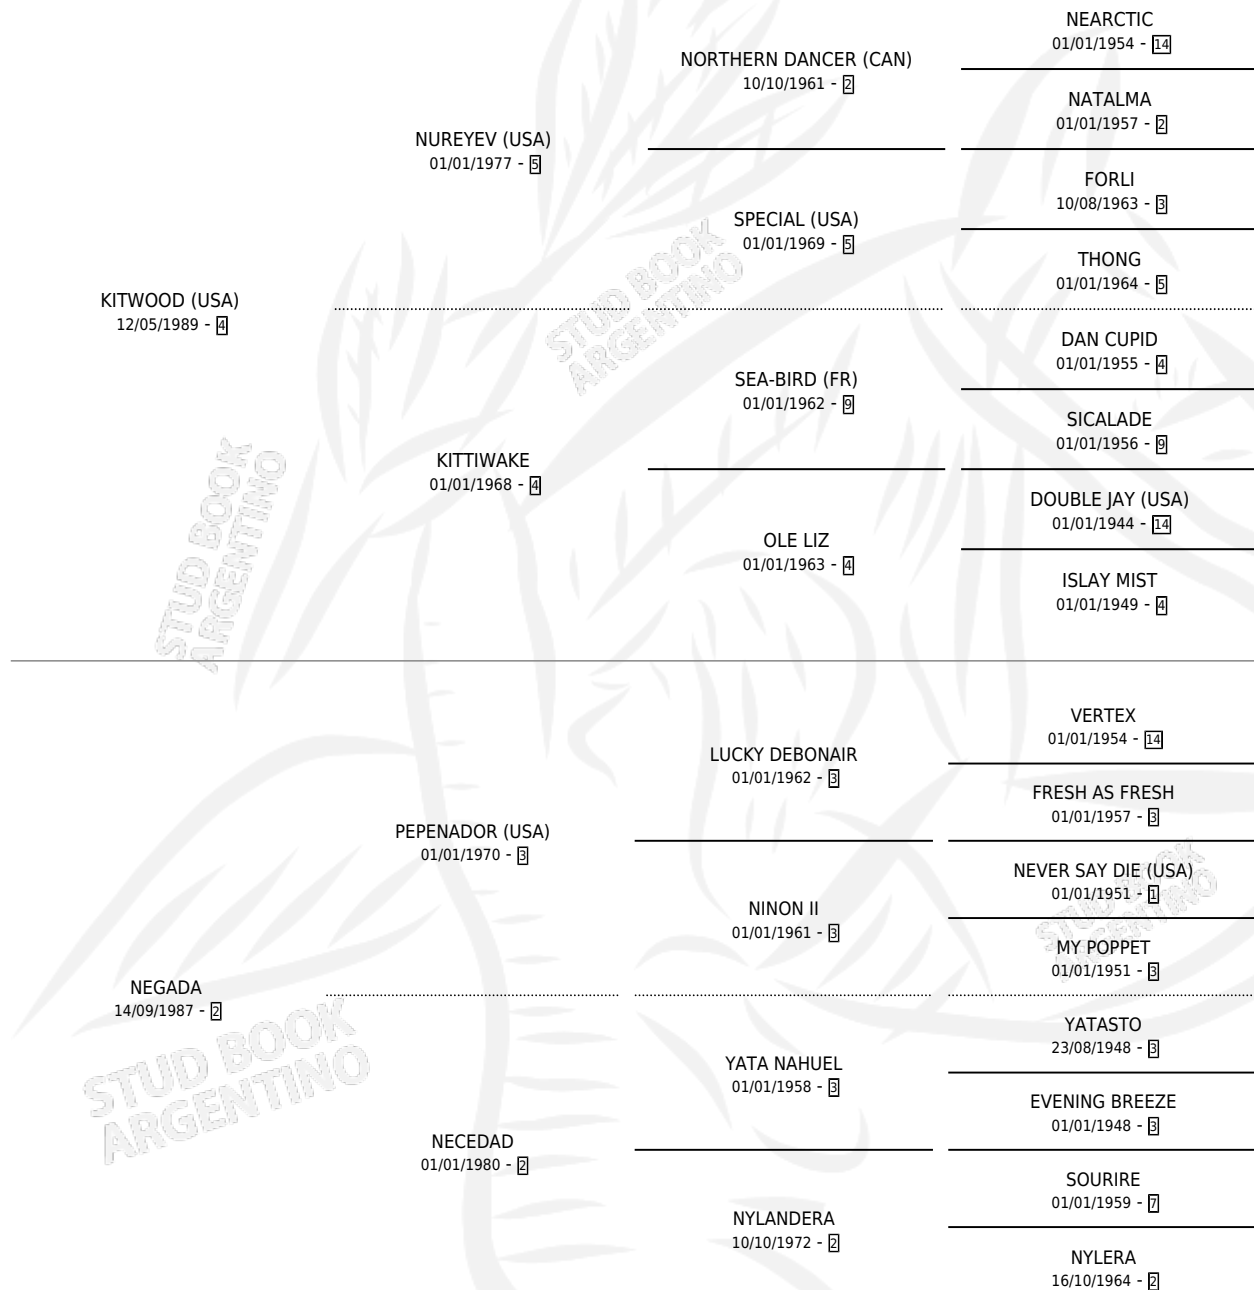 NEARCTIC
01/01/1954 - 14
NORTHERN DANCER (CAN)
10/10/1961 - 2
NATALMA
01/01/1957 - 2
NUREYEV (USA)
01/01/1977 - 5
FORLI
10/08/1963 - 3
SPECIAL (USA)
01/01/1969 - 5
THONG
01/01/1964 - 5
KITWOOD (USA)
12/05/1989 - 4
DAN CUPID
01/01/1955 - 4
SEA-BIRD (FR)
01/01/1962 - 9
SICALADE
01/01/1956 - 9
KITTIWAKE
01/01/1968 - 4
DOUBLE JAY (USA)
01/01/1944 - 14
OLE LIZ
01/01/1963 - 4
ISLAY MIST
01/01/1949 - 4
VERTEX
01/01/1954 - 14
LUCKY DEBONAIR
01/01/1962 - 3
FRESH AS FRESH
01/01/1957 - 3
PEPENADOR (USA)
01/01/1970 - 3
NEVER SAY DIE (USA)
01/01/1951 - 1
NINON II
01/01/1961 - 3
MY POPPET
01/01/1951 - 3
NEGADA
14/09/1987 - 2
YATASTO
23/08/1948 - 3
YATA NAHUEL
01/01/1958 - 3
EVENING BREEZE
01/01/1948 - 3
NECEDAD
01/01/1980 - 2
SOURIRE
01/01/1959 - 7
NYLANDERA
10/10/1972 - 2
NYLERA
16/10/1964 - 2
STUD BOOK
ARGENTINO
STUD BOOK
ARGENTINO
STUD BOOK
ARGENTINO
STUD BOOK
ARGENTINO